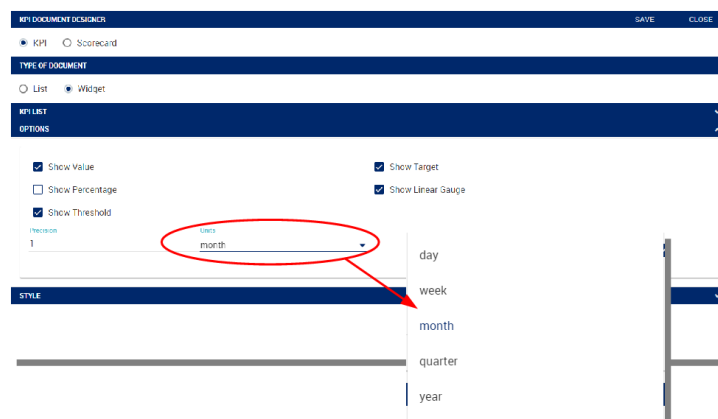 KPI DOCUMENT DESIGNER SAVE CLOSE
KPI Scorecard
TYPE OF DOCUMENT
List Widget
KPI LIST
OPTIONS
Show Value Show Target
Show Percentage Show Linear Gauge
Show Threshold
Precision Units
1 month
day
week
STYLE
month
quarter
year